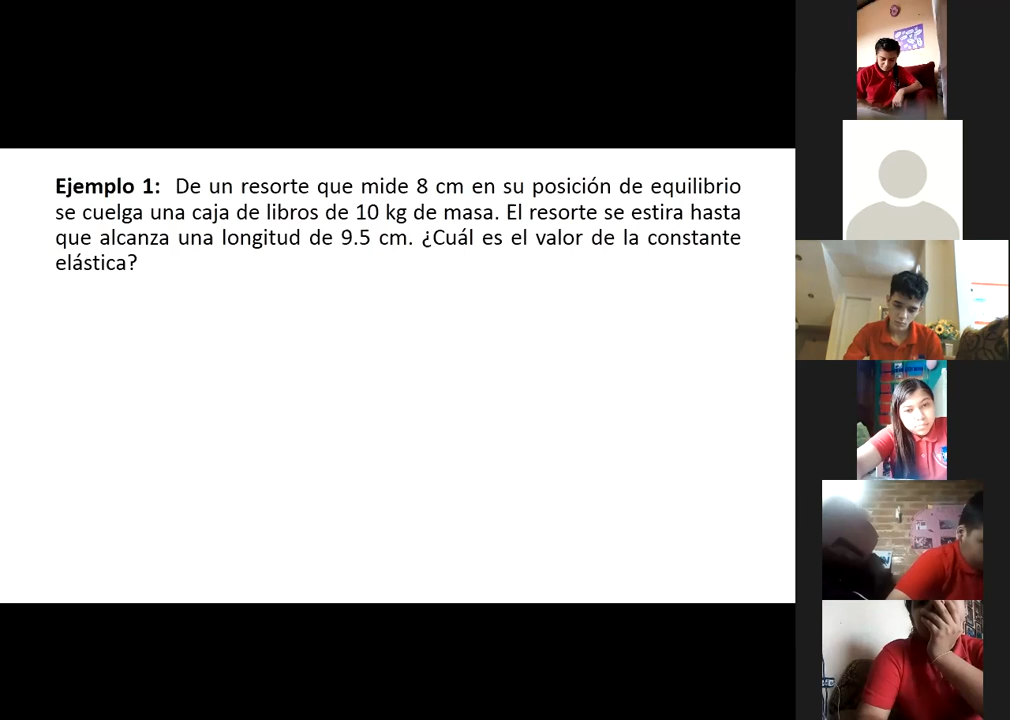 Ejemplo 1: De un resorte que mide 8 cm en su posición de equilibrio
se cuelga una caja de libros de 10 kg de masa. El resorte se estira hasta
que alcanza una longitud de 9.5 cm. ¿Cuál es el valor de la constante
elástica?